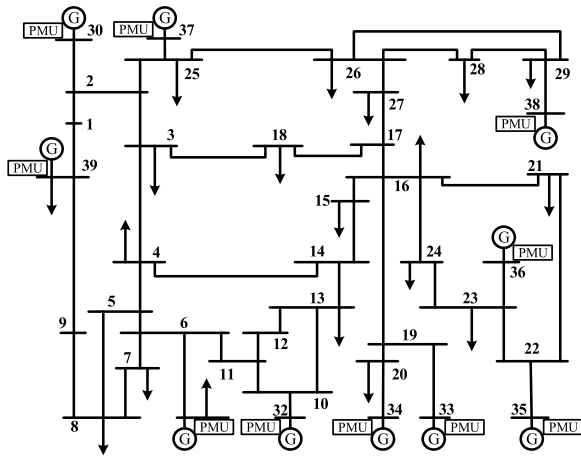 G G
PMU PMU
30 37
25 26 28 29
2
38
1 27
PMU
G 3 18 17 G
PMU
39 21
16
15
G
4 14 24 PMU
36
5 13 23
9 6
19
12
7 11 20 22
10
8 32 34 33 35
PMU PMU PMU PMU PMU
G G G G G